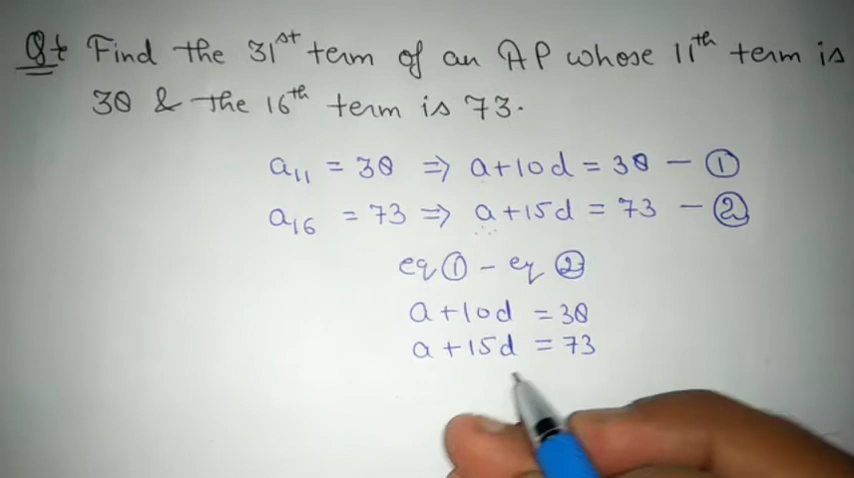 Qt Find the 31st term of an AP whose 11th term is
38 & the 16th term is 73.
a11 = 38 ⇒ a+10d = 38 — ①
a16 = 73 ⇒ a+15d = 73 — ②
eq ① – eq ②
a+10d = 38
a+15d = 73